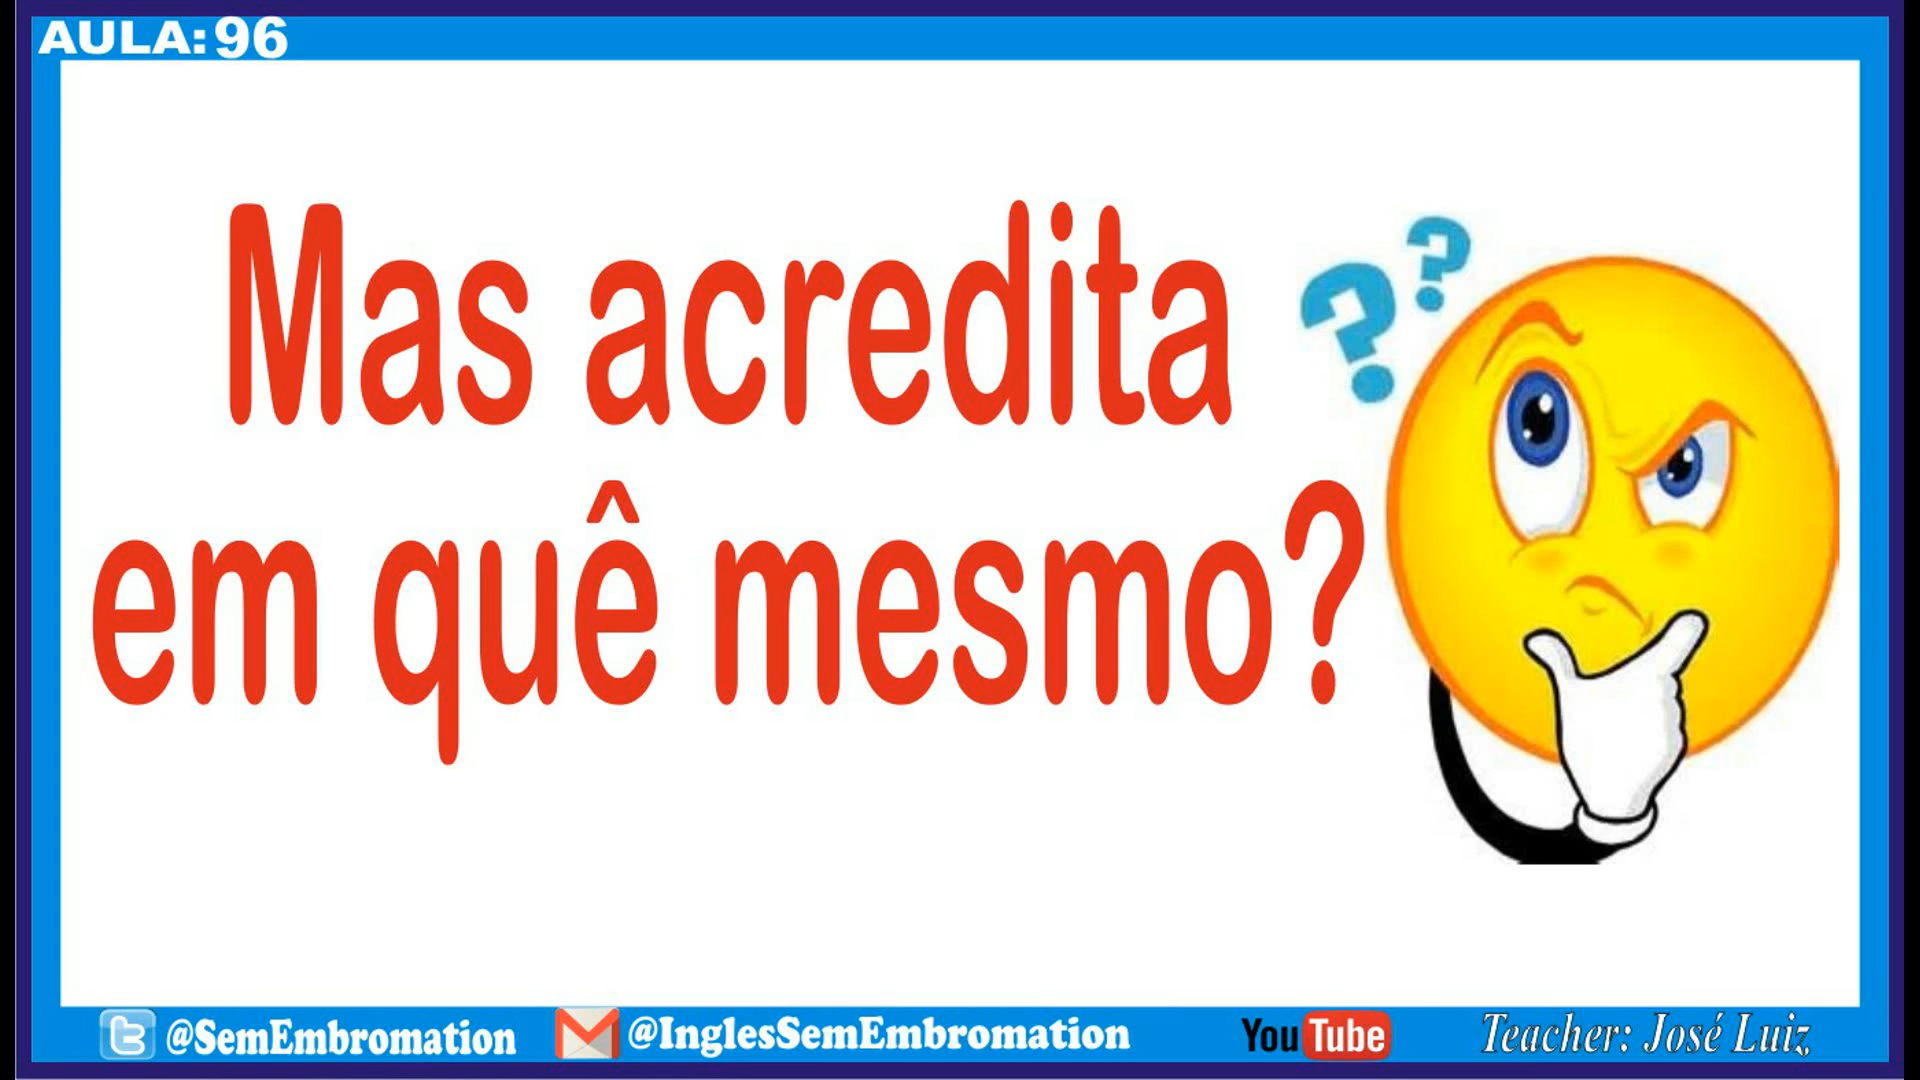 AULA: 96
Mas acredita
em quê mesmo?
? ?
@SemEmbromation @InglesSemEmbromation YouTube Teacher: José Luiz